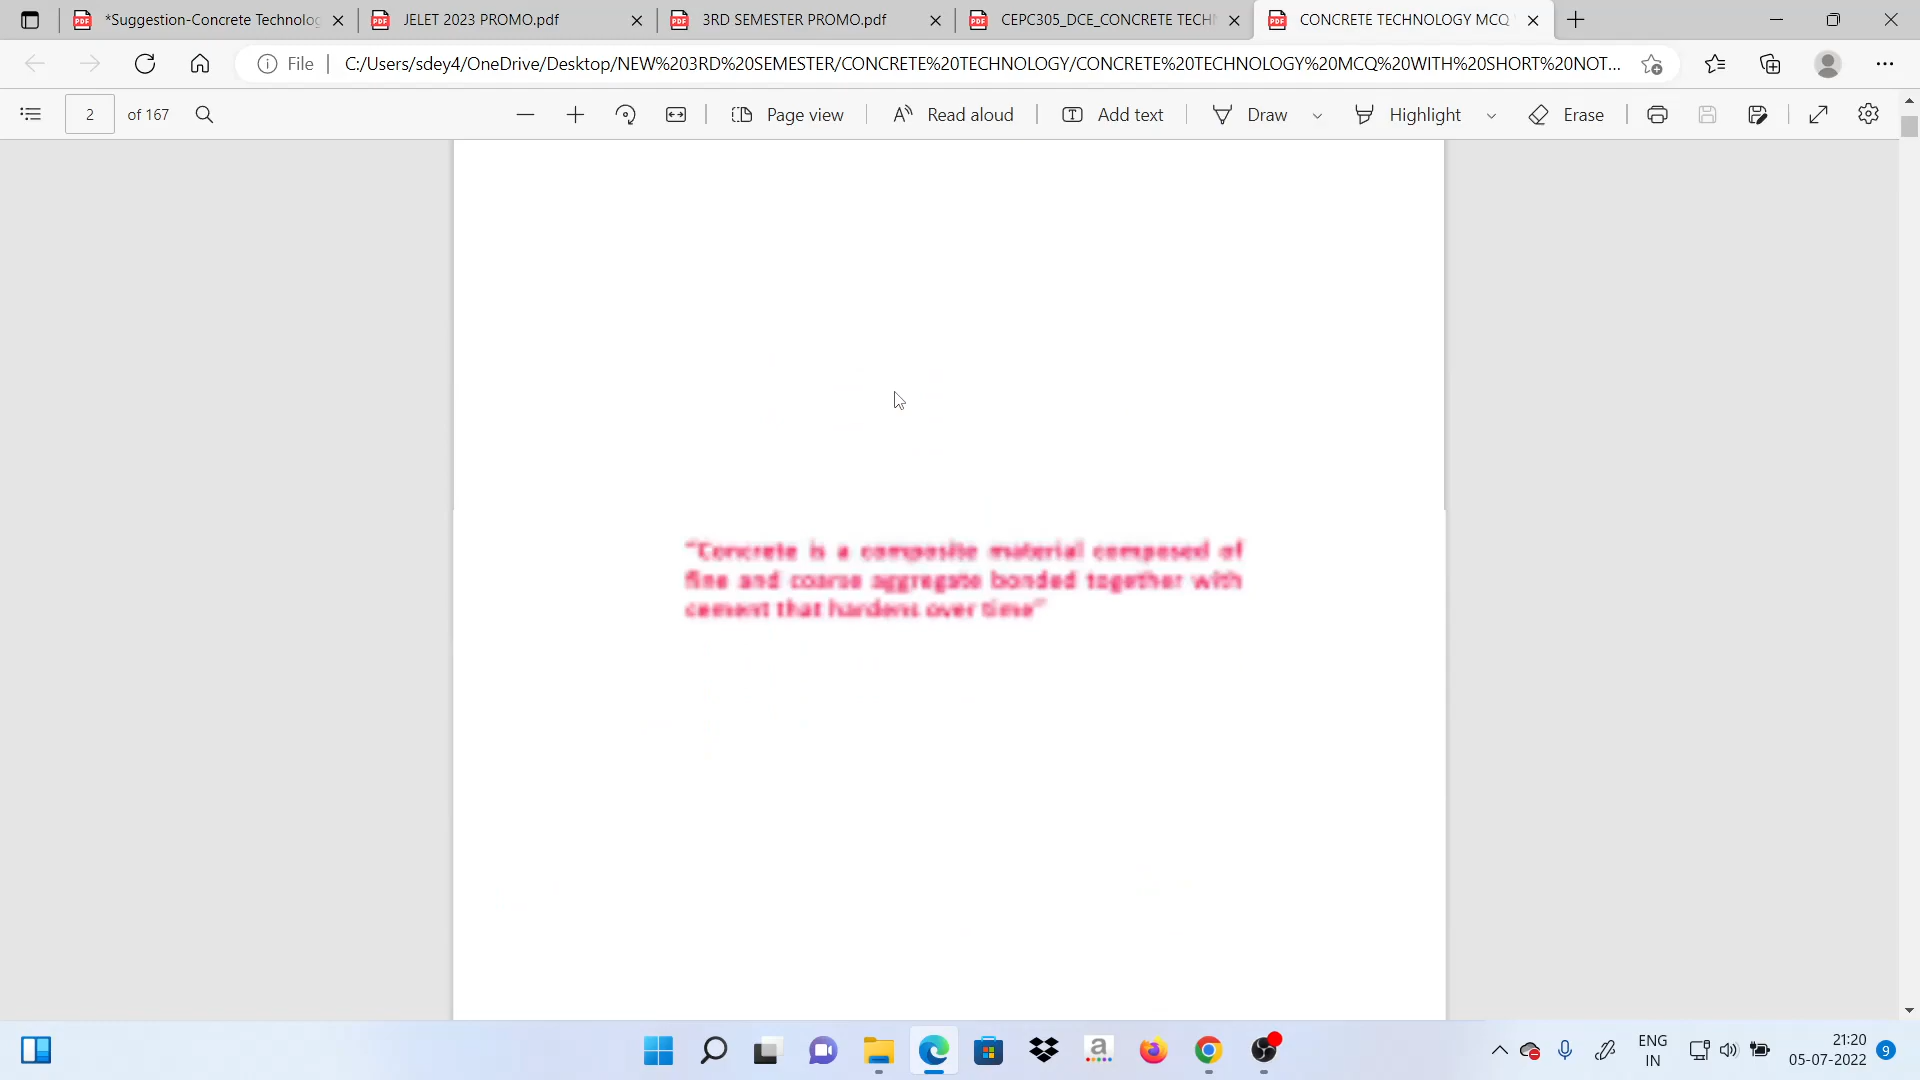 *Suggestion-Concrete Technolog
JELET 2023 PROMO.pdf
3RD SEMESTER PROMO.pdf
CEPC305_DCE_CONCRETE TECH
CONCRETE TECHNOLOGY MCQ
File
C:/Users/sdey4/OneDrive/Desktop/NEW%203RD%20SEMESTER/CONCRETE%20TECHNOLOGY/CONCRETE%20TECHNOLOGY%20MCQ%20WITH%20SHORT%20NOT...
2 of 167
Page view
Read aloud
Add text
Draw
Highlight
Erase
"Concrete is a composite material composed of
fine and coarse aggregate bonded together with
cement that hardens over time"
ENG
IN
21:20
05-07-2022
9